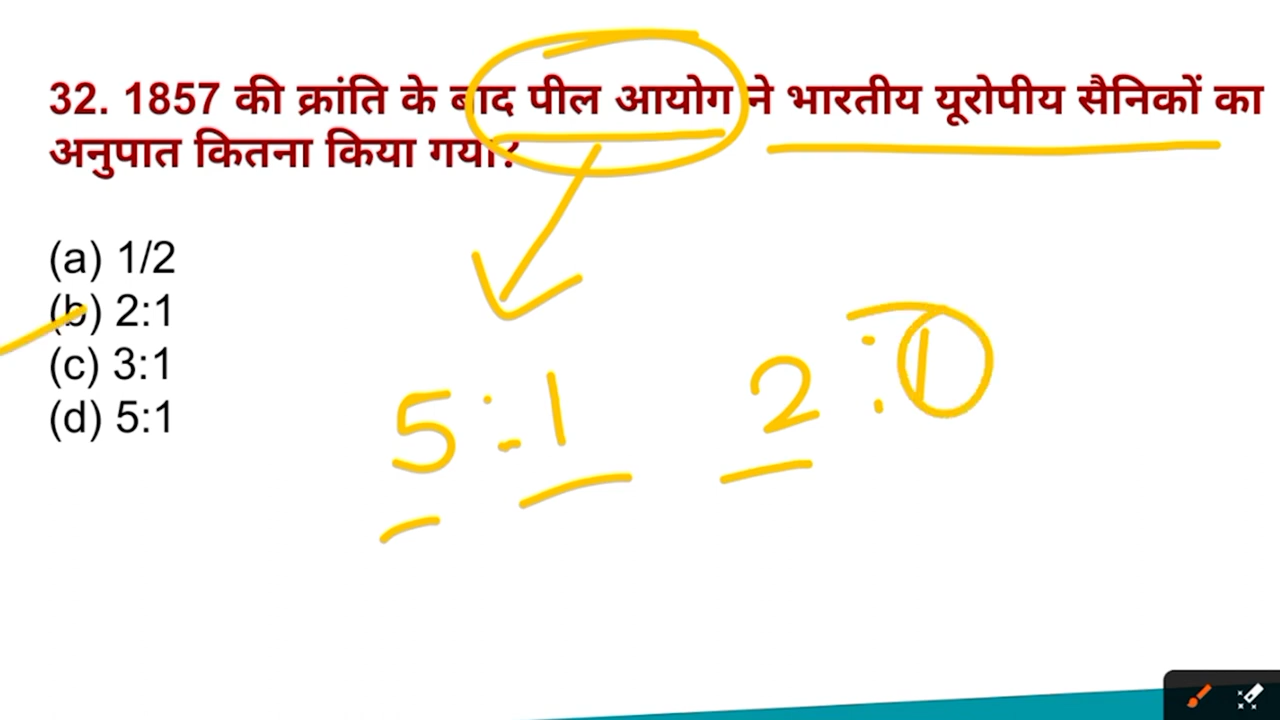 32. 1857 की क्रांति के बाद पील आयोग ने भारतीय यूरोपीय सैनिकों का
अनुपात कितना किया गया?
(a) 1/2
(b) 2:1
(c) 3:1
(d) 5:1
5:1 2:1